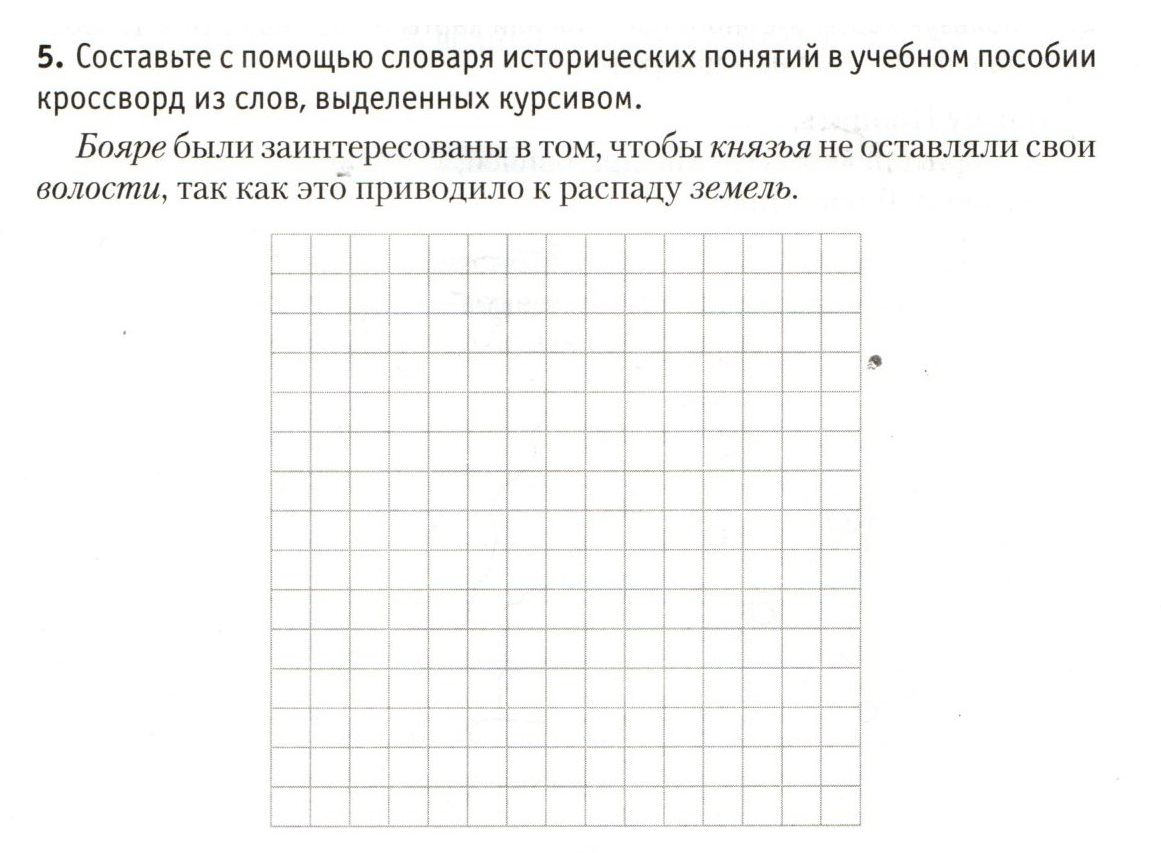 5. Составьте с помощью словаря исторических понятий в учебном пособии
кроссворд из слов, выделенных курсивом.
Бояре были заинтересованы в том, чтобы князья не оставляли свои
волости, так как это приводило к распаду земель.